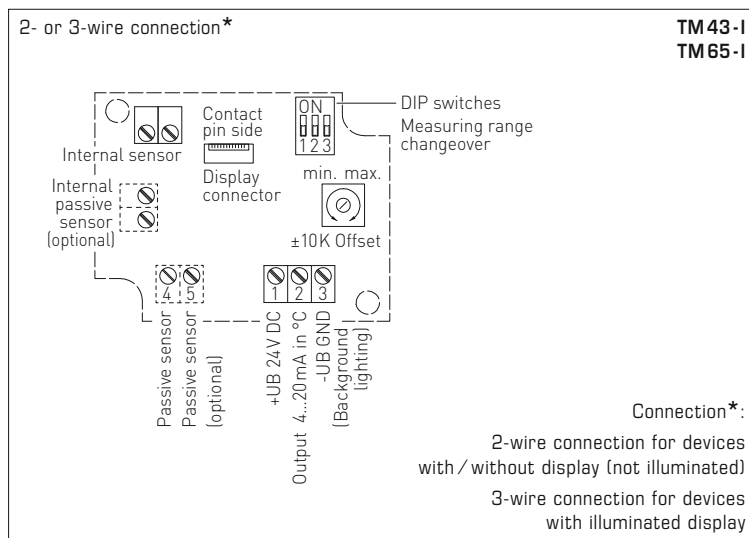 2- or 3-wire connection*
TM43-I
TM65-I
ON
1 2 3
DIP switches
Measuring range
changeover
Contact
pin side
Internal sensor
Display
connector
min. max.
Internal
passive
sensor
(optional)
±10K Offset
4 5
1 2 3
Passive sensor
Passive sensor
(optional)
+UB 24V DC
Output 4...20mA in °C
-UB GND
(Background
lighting)
Connection*:
2-wire connection for devices
with / without display (not illuminated)
3-wire connection for devices
with illuminated display